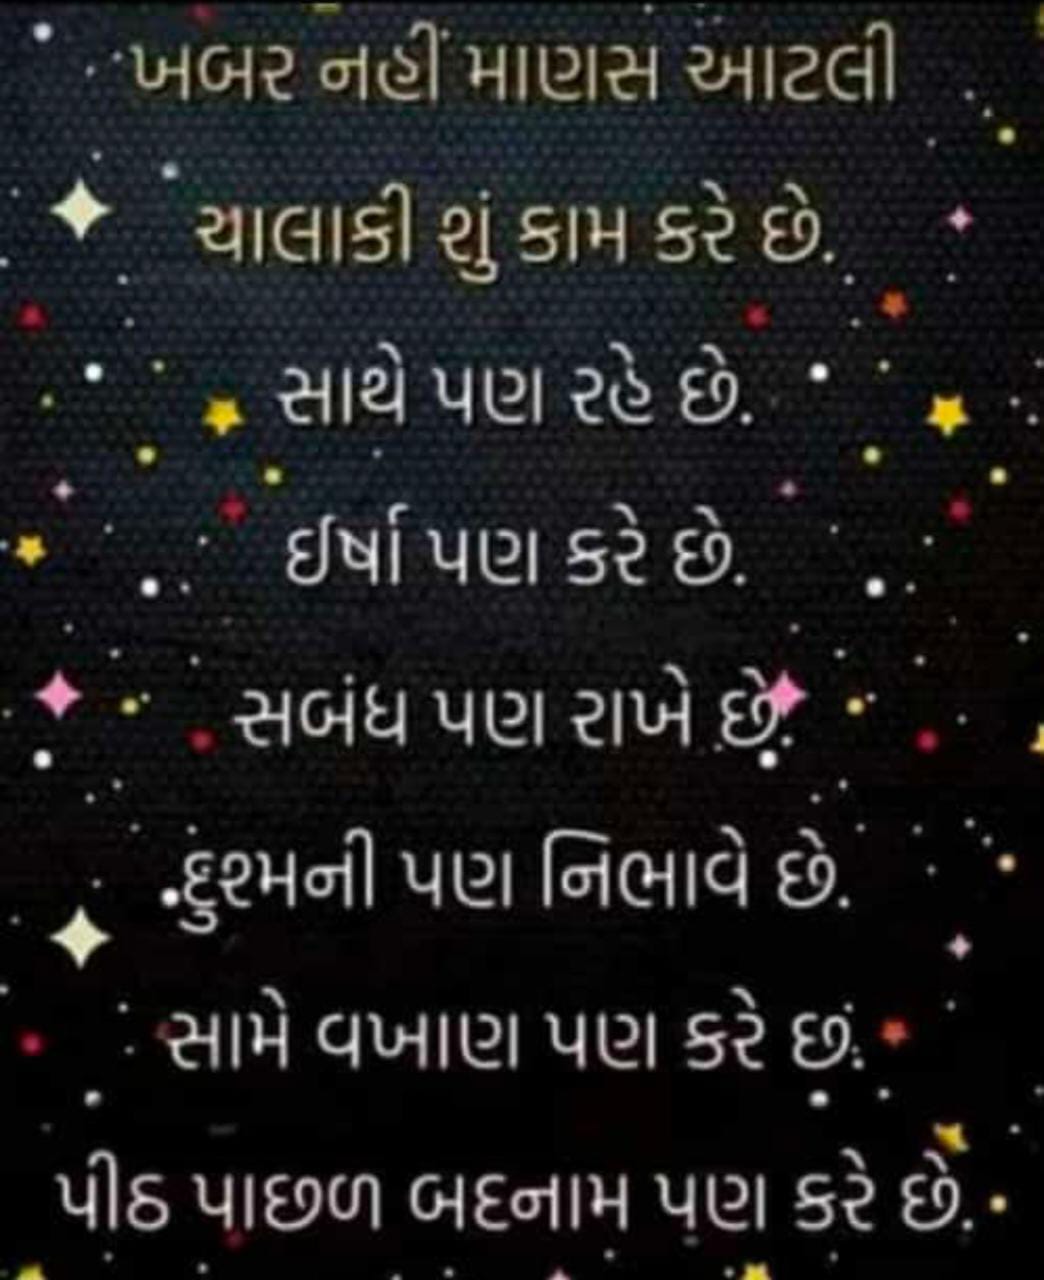 ખબર નહીં માણસ આટલી
ચાલાકી શું કામ કરે છે.
સાથે પણ રહે છે.
ઈર્ષા પણ કરે છે.
સબંધ પણ રાખે છે.
દુશ્મની પણ નિભાવે છે.
સામે વખાણ પણ કરે છં.
પીઠ પાછળ બદનામ પણ કરે છે.